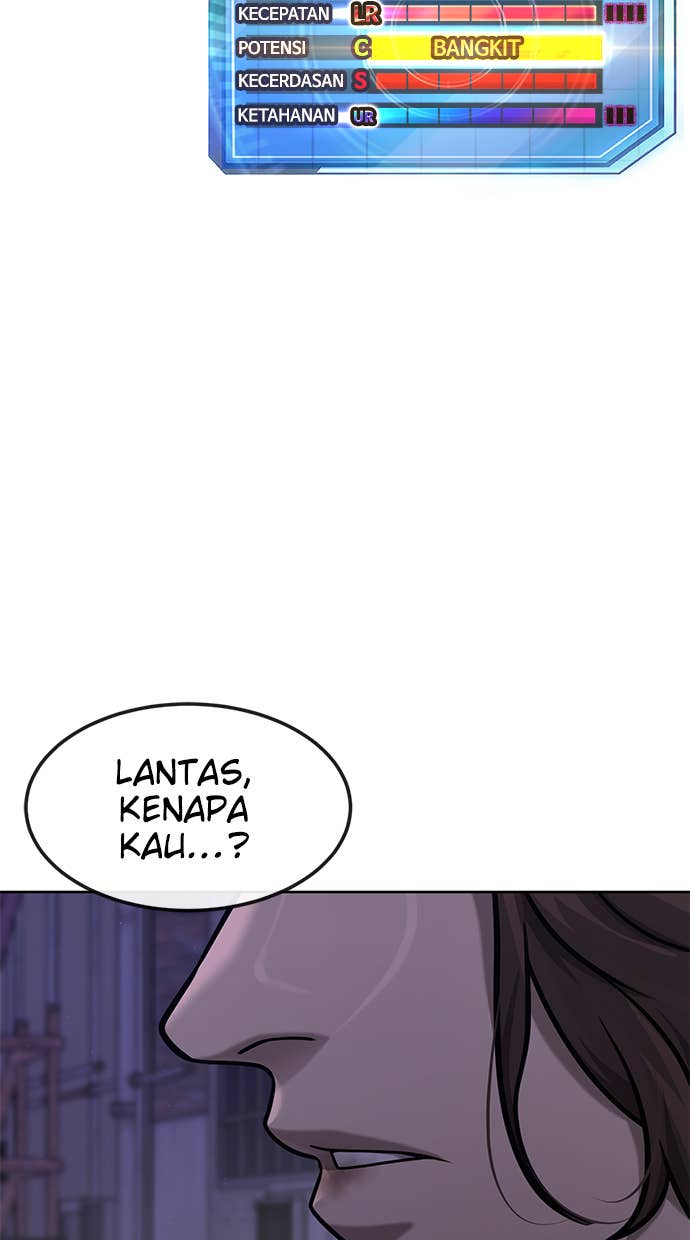 KECEPATAN LR
POTENSI C BANGKIT
KECERDASAN S
KETAHANAN UR
LANTAS,
KENAPA
KAU...?